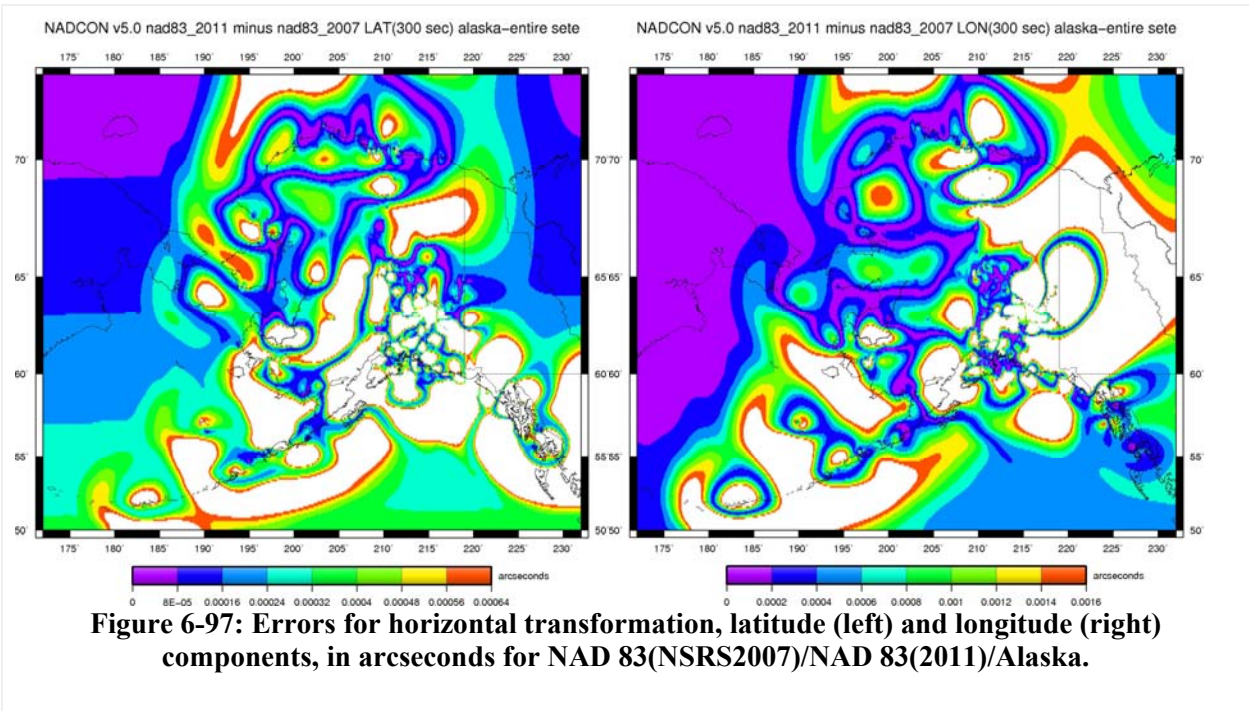 NADCON v5.0 nad83_2011 minus nad83_2007 LAT(300 sec) alaska-entire sete
175' 180' 185' 190' 195' 200' 205' 210' 215' 220' 225' 230'
70' 70'
65' 65'
60' 60'
55' 55'
50' 50'
175' 180' 185' 190' 195' 200' 205' 210' 215' 220' 225' 230'
arcseconds
0 8E-05 0.00016 0.00024 0.00032 0.0004 0.00048 0.00056 0.00064
NADCON v5.0 nad83_2011 minus nad83_2007 LON(300 sec) alaska-entire sete
175' 180' 185' 190' 195' 200' 205' 210' 215' 220' 225' 230'
70' 70'
65' 65'
60' 60'
55' 55'
50' 50'
175' 180' 185' 190' 195' 200' 205' 210' 215' 220' 225' 230'
arcseconds
0 0.0002 0.0004 0.0006 0.0008 0.001 0.0012 0.0014 0.0016
Figure 6-97: Errors for horizontal transformation, latitude (left) and longitude (right)
components, in arcseconds for NAD 83(NSRS2007)/NAD 83(2011)/Alaska.